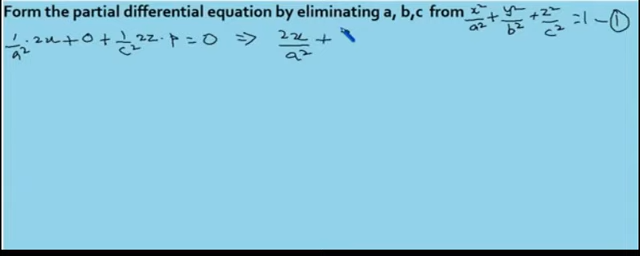 Form the partial differential equation by eliminating a, b,c from x²/a² + y²/b² + z²/c² = 1 - ①
1/a² · 2x + 0 + 1/c² 2z · p = 0 ⇒ 2x/a² +